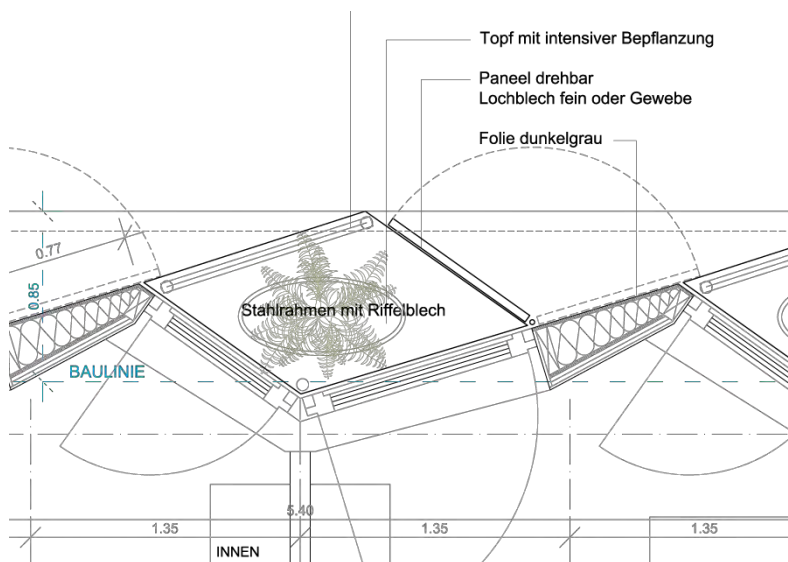 Topf mit intensiver Bepflanzung
Paneel drehbar
Lochblech fein oder Gewebe
Folie dunkelgrau
0.77
0.85
Stahlrahmen mit Riffelblech
BAULINIE
5.40
1.35
1.35
1.35
INNEN